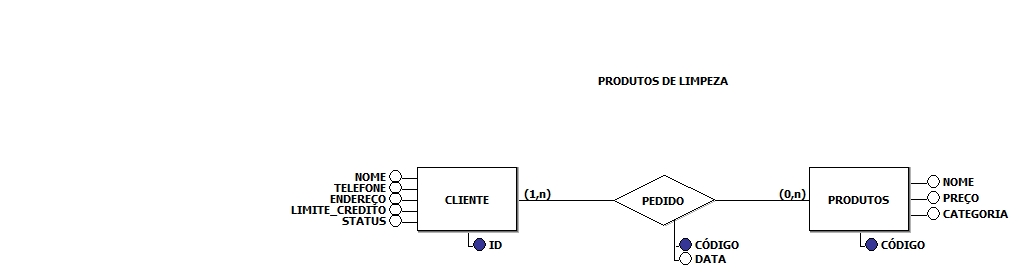 PRODUTOS DE LIMPEZA
NOME
TELEFONE
ENDEREÇO
LIMITE_CREDITO
STATUS
CLIENTE
ID
(1,n)
PEDIDO
CÓDIGO
DATA
(0,n)
PRODUTOS
CÓDIGO
NOME
PREÇO
CATEGORIA